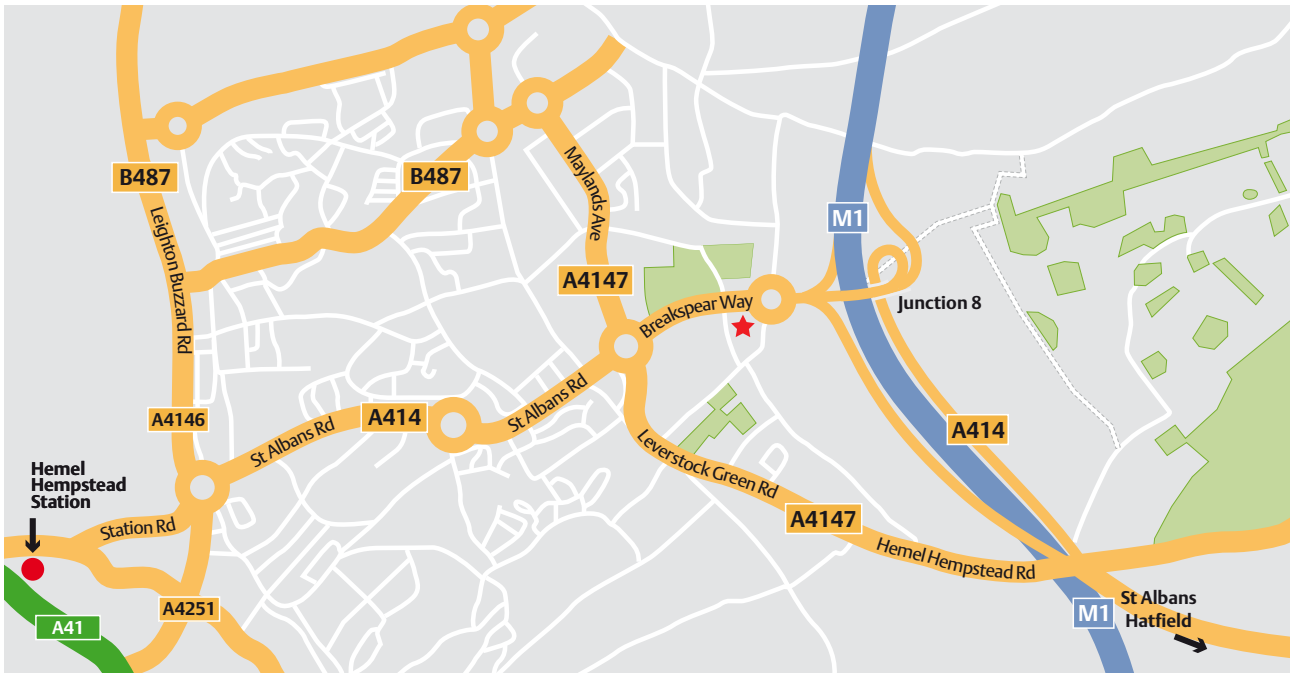 B487
B487
Maylands Ave
Leighton Buzzard Rd
M1
A4147
Breakspear Way
Junction 8
A4146
St Albans Rd
A414
St Albans Rd
A414
Leverstock Green Rd
Hemel
Hempstead
Station
Station Rd
A4147
Hemel Hempstead Rd
A4251
A41
M1
St Albans
Hatfield